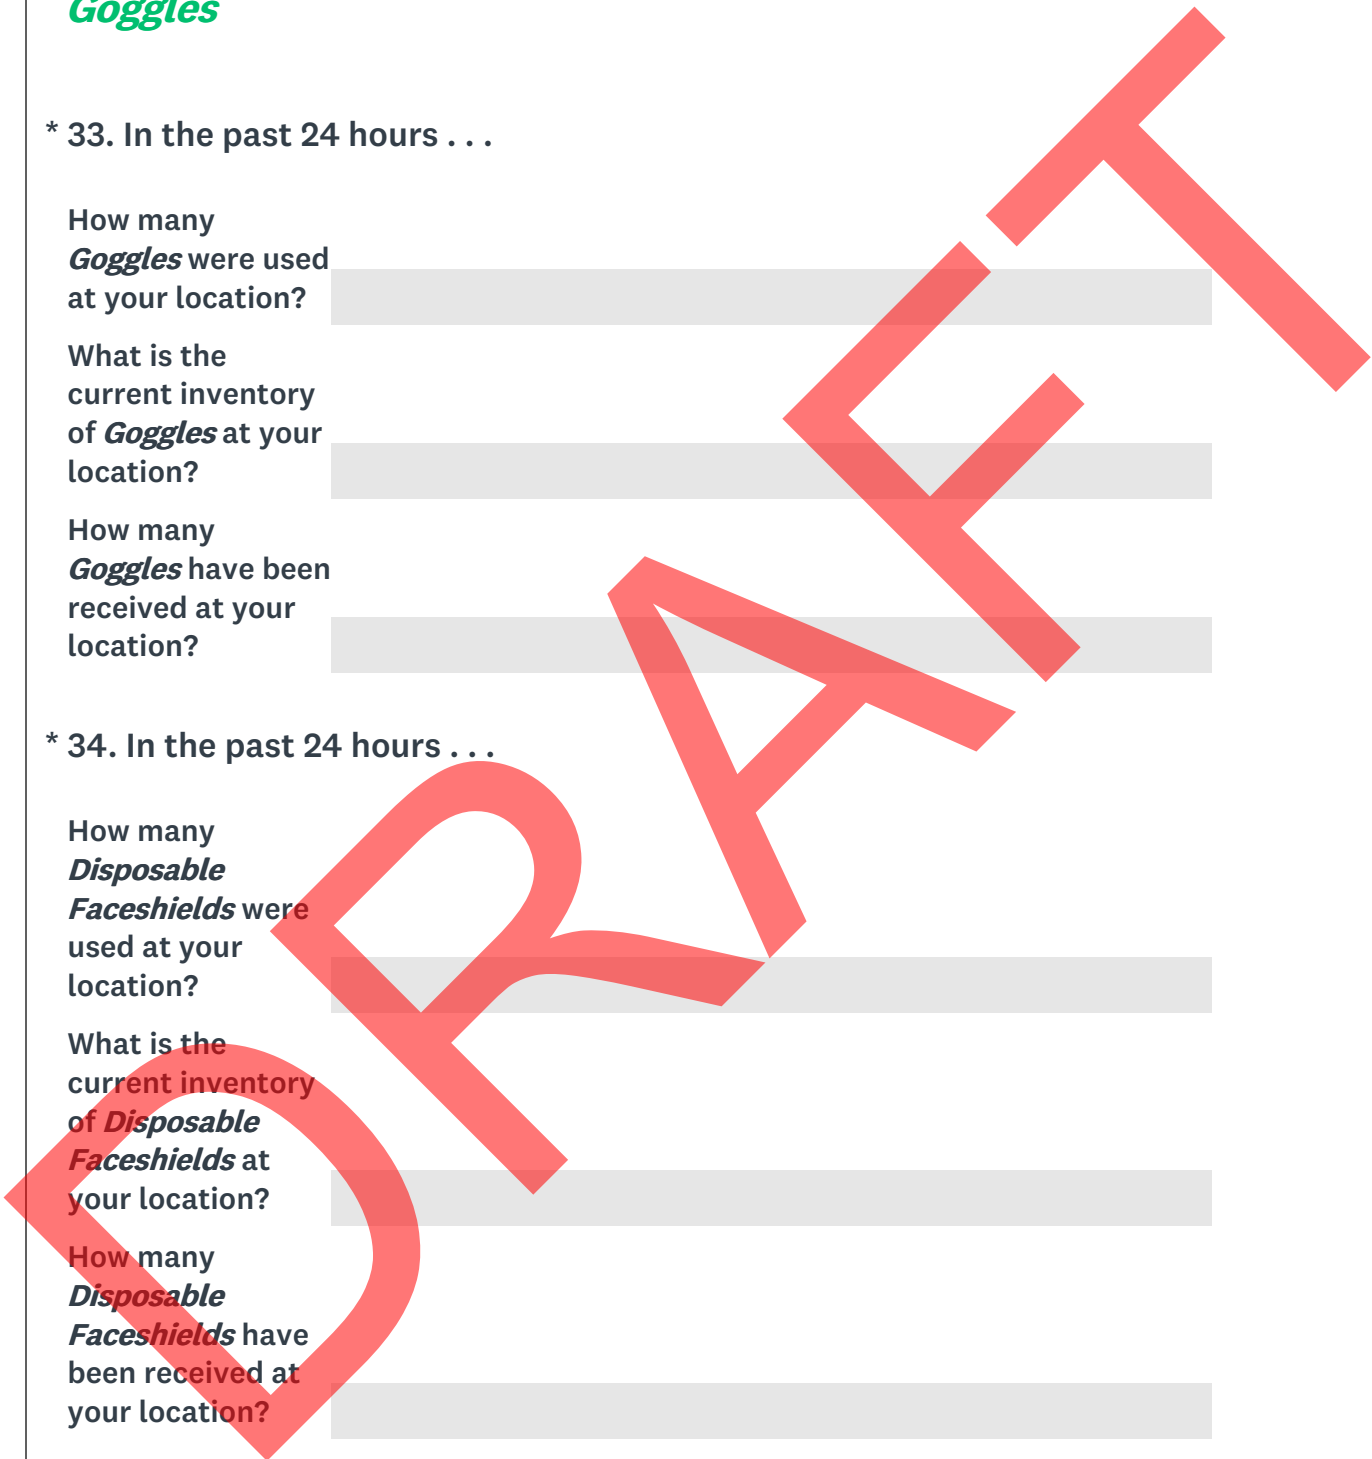 Goggles
* 33. In the past 24 hours . . .
How many
Goggles were used
at your location?
What is the
current inventory
of Goggles at your
location?
How many
Goggles have been
received at your
location?
* 34. In the past 24 hours . . .
How many
Disposable
Faceshields were
used at your
location?
What is the
current inventory
of Disposable
Faceshields at
your location?
How many
Disposable
Faceshields have
been received at
your location?
DRAFT